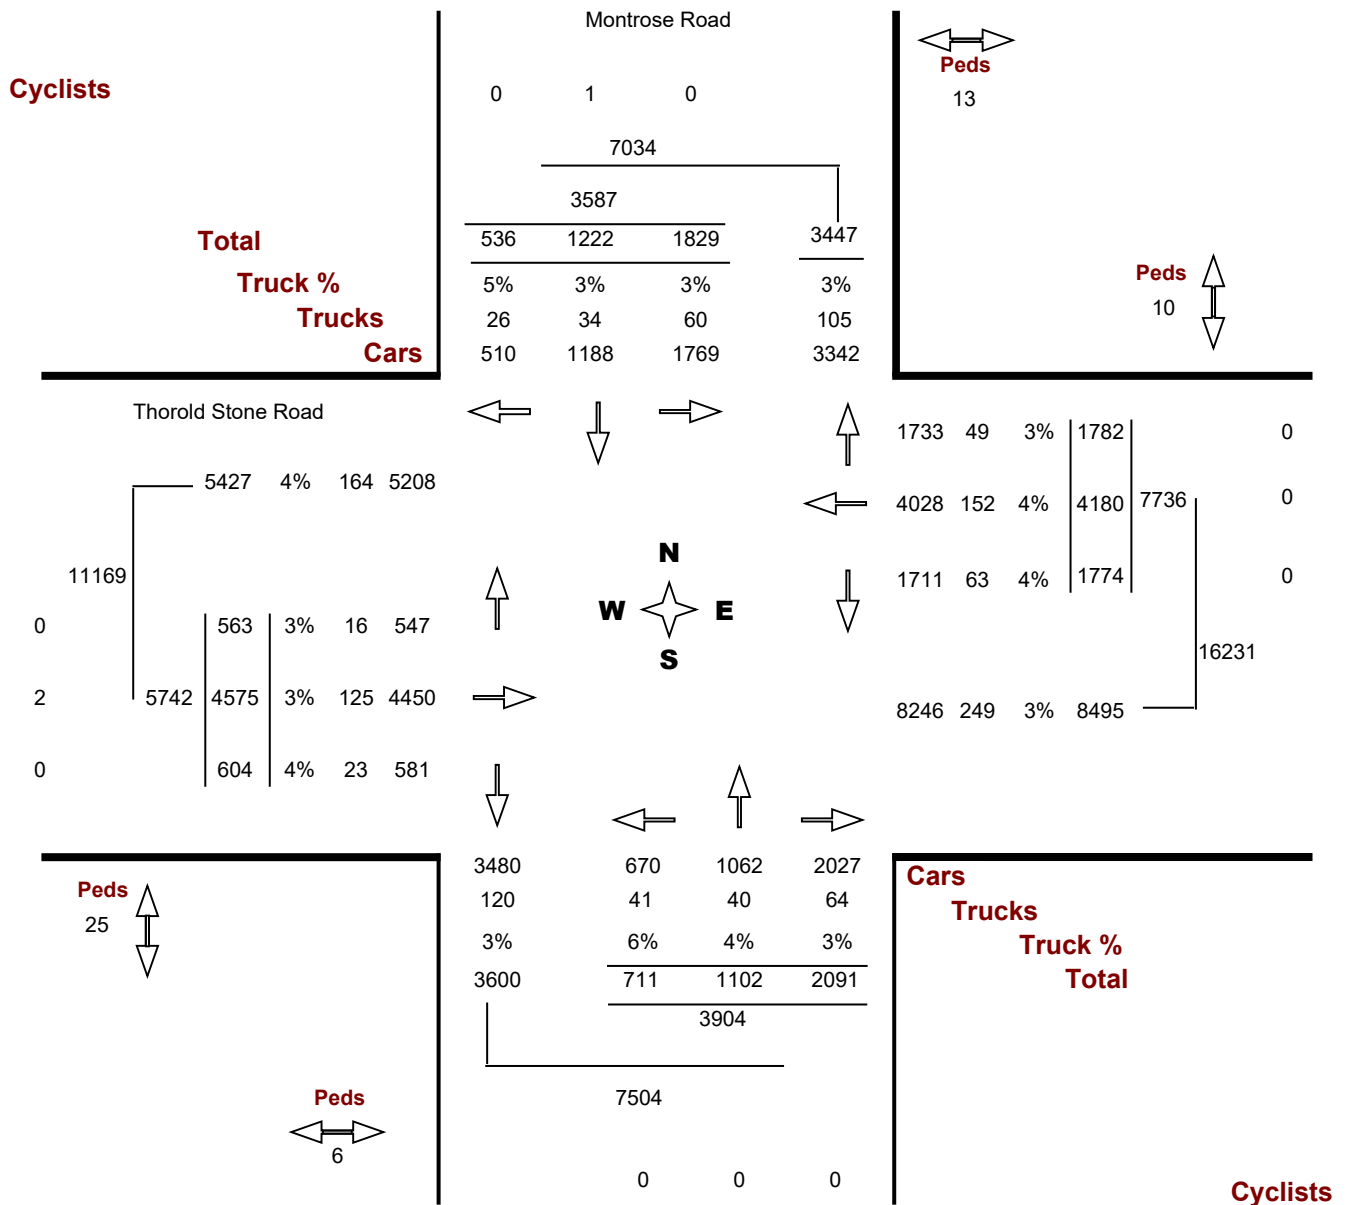 Montrose Road
Peds
13
Cyclists
0 1 0
7034
3587
Total 536 1222 1829 3447
Truck % 5% 3% 3% 3%
Trucks 26 34 60 105
Cars 510 1188 1769 3342
Peds
10
Thorold Stone Road
1733 49 3% 1782 0
5427 4% 164 5208
4028 152 4% 4180 7736 0
N
11169
1711 63 4% 1774 0
W E
0 563 3% 16 547
S
16231
2 5742 4575 3% 125 4450
8246 249 3% 8495
0 604 4% 23 581
3480 670 1062 2027 Cars
120 41 40 64 Trucks
3% 6% 4% 3% Truck %
3600 711 1102 2091 Total
Peds
25
3904
7504
Peds
6
0 0 0
Cyclists